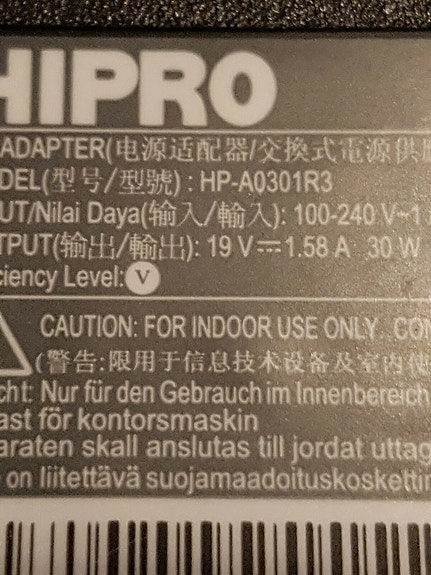 HIPRO
ADAPTER(电源适配器/交換式電源供應
DEL(型号/型號) : HP-A0301R3
UT/Nilai Daya(输入/輸入): 100-240 V~1
TPUT(输出/輸出): 19 V⎓1.58 A 30 W
ciency Level: V
CAUTION: FOR INDOOR USE ONLY. CON
(警告:限用于信息技术设备及室内使
cht: Nur für den Gebrauch im Innenbereich
ast för kontorsmaskin
araten skall anslutas till jordat uttag
on liitettävä suojamaadoituskoskettin